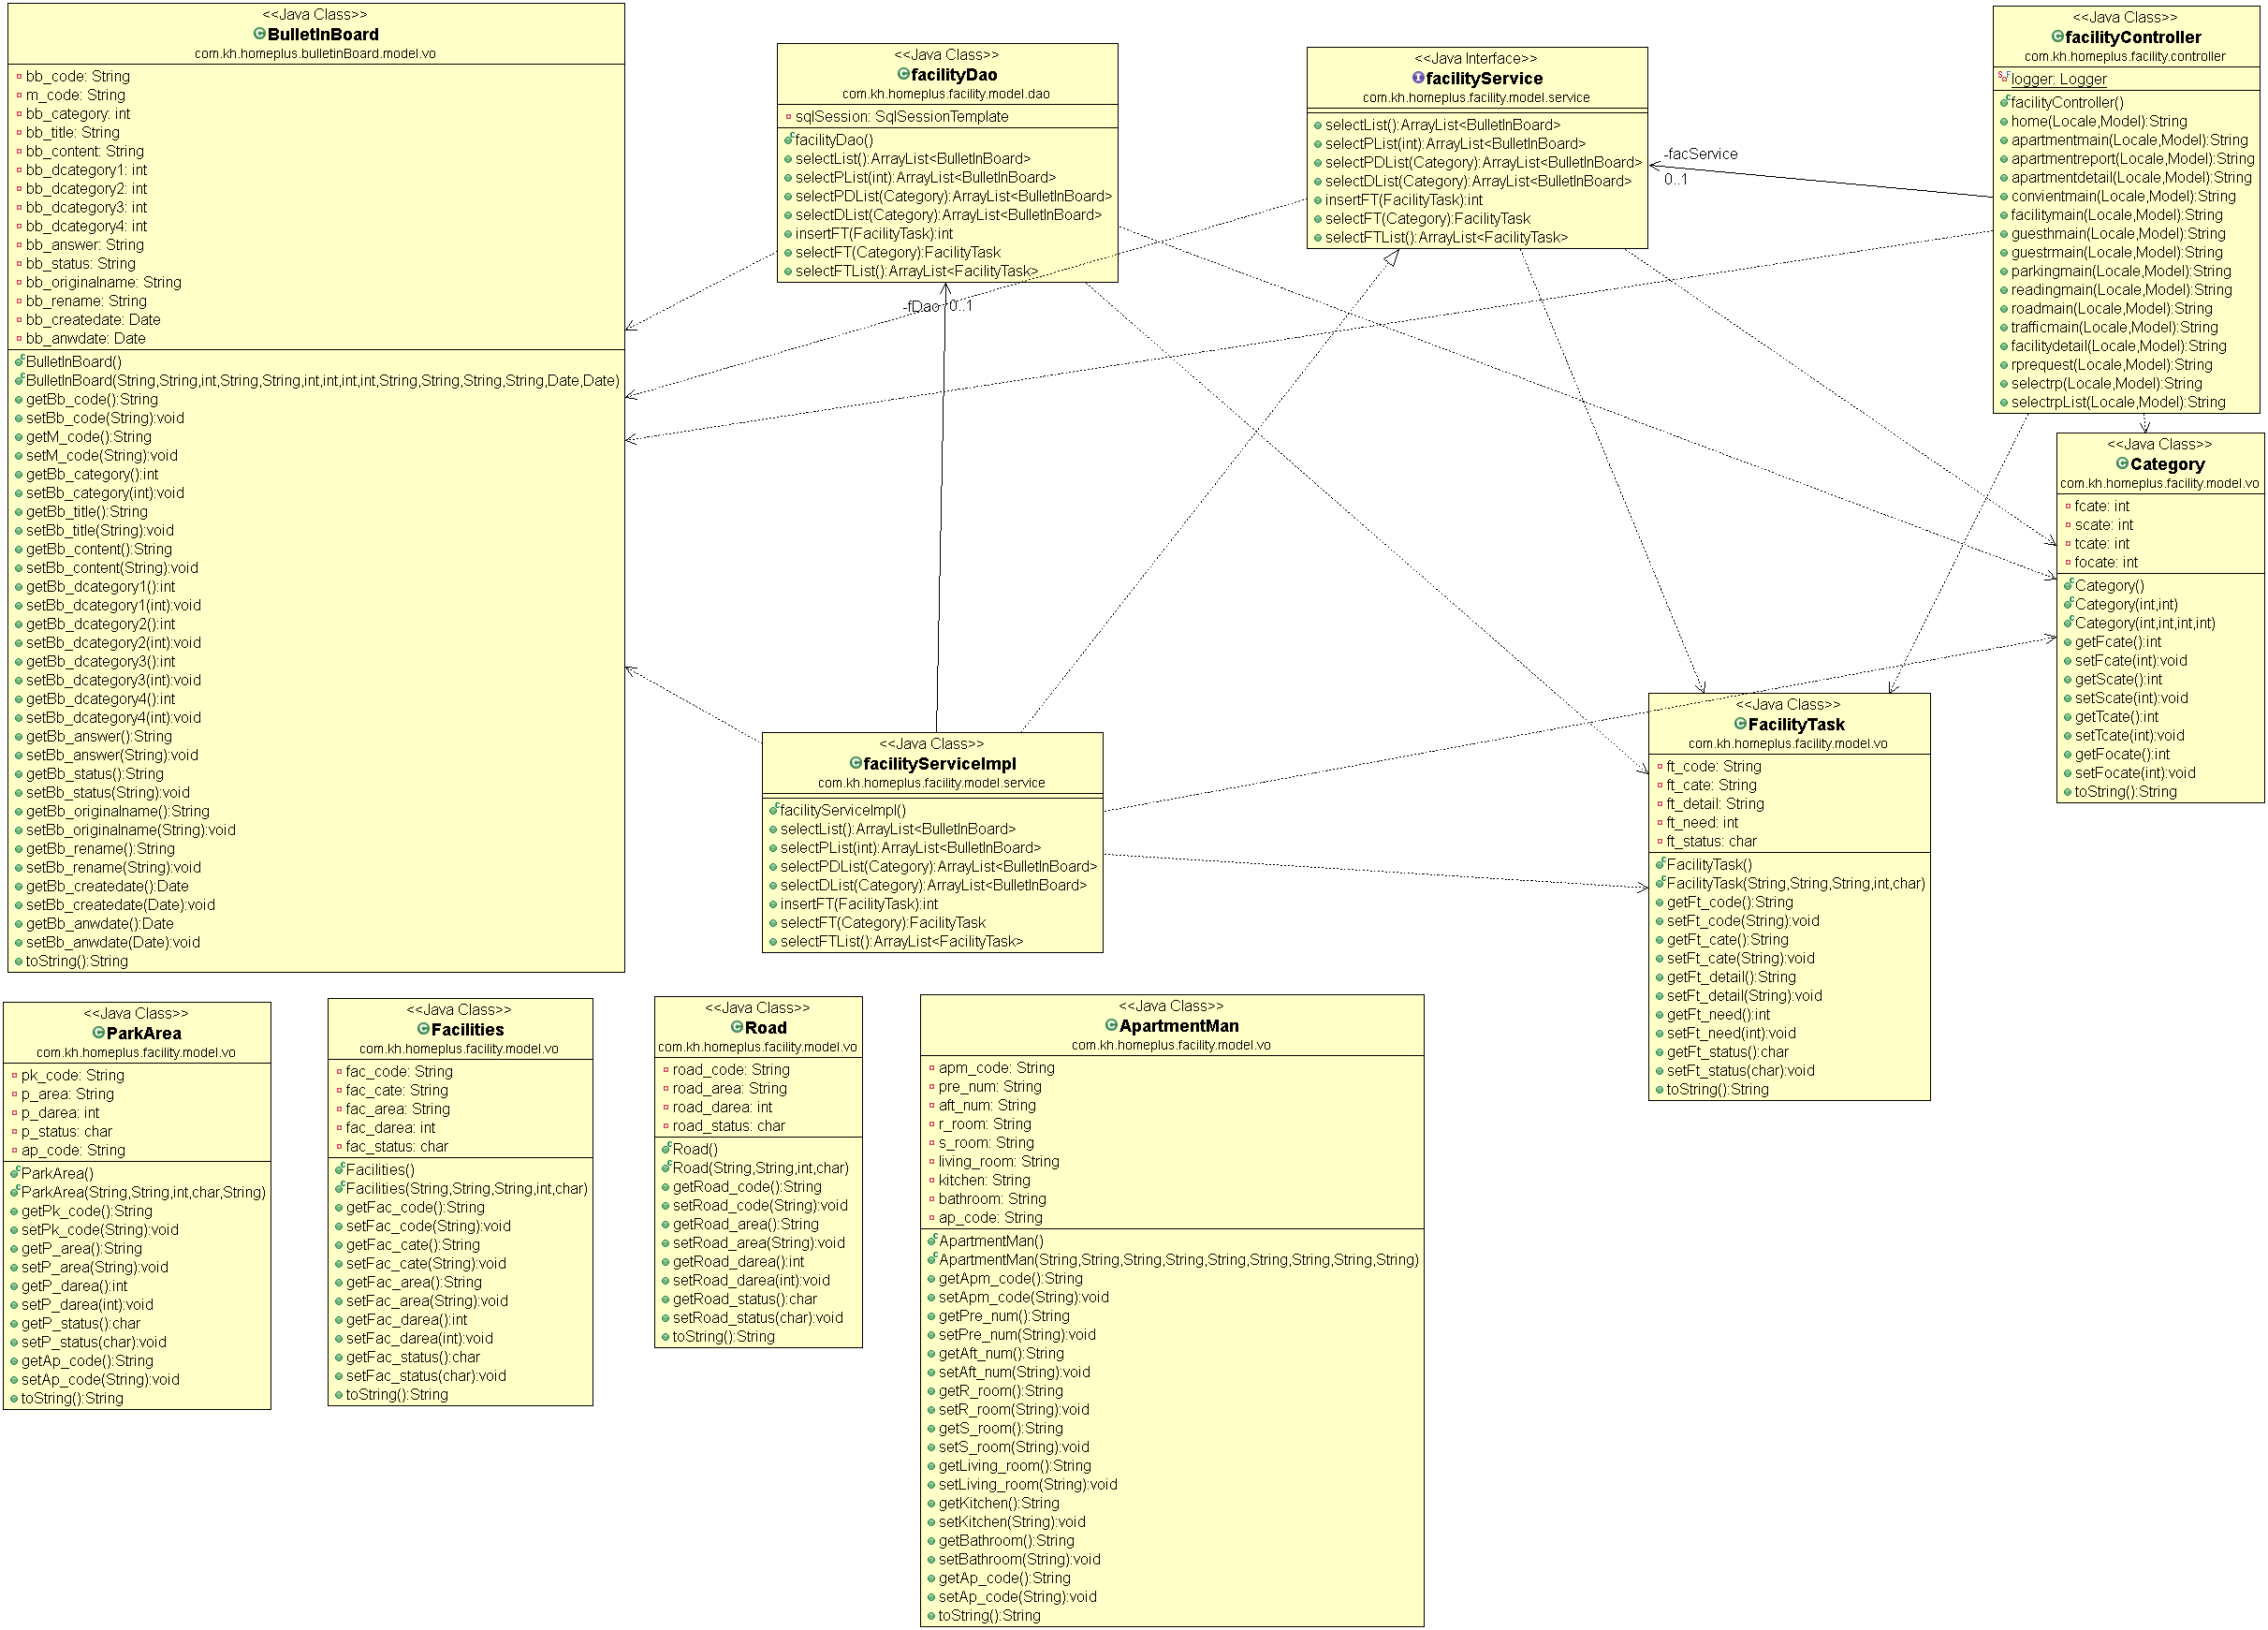 <<Java Class>>
BulletInBoard
com.kh.homeplus.bulletinBoard.model.vo
bb_code: String
m_code: String
bb_category: int
bb_title: String
bb_content: String
bb_dcategory1: int
bb_dcategory2: int
bb_dcategory3: int
bb_dcategory4: int
bb_answer: String
bb_status: String
bb_originalname: String
bb_rename: String
bb_createdate: Date
bb_anwdate: Date
BulletInBoard()
BulletInBoard(String,String,int,String,String,int,int,int,int,String,String,String,String,Date,Date)
getBb_code():String
setBb_code(String):void
getM_code():String
setM_code(String):void
getBb_category():int
setBb_category(int):void
getBb_title():String
setBb_title(String):void
getBb_content():String
setBb_content(String):void
getBb_dcategory1():int
setBb_dcategory1(int):void
getBb_dcategory2():int
setBb_dcategory2(int):void
getBb_dcategory3():int
setBb_dcategory3(int):void
getBb_dcategory4():int
setBb_dcategory4(int):void
getBb_answer():String
setBb_answer(String):void
getBb_status():String
setBb_status(String):void
getBb_originalname():String
setBb_originalname(String):void
getBb_rename():String
setBb_rename(String):void
getBb_createdate():Date
setBb_createdate(Date):void
getBb_anwdate():Date
setBb_anwdate(Date):void
toString():String
<<Java Class>>
facilityDao
com.kh.homeplus.facility.model.dao
sqlSession: SqlSessionTemplate
facilityDao()
selectList():ArrayList<BulletInBoard>
selectPList(int):ArrayList<BulletInBoard>
selectPDList(Category):ArrayList<BulletInBoard>
selectDList(Category):ArrayList<BulletInBoard>
insertFT(FacilityTask):int
selectFT(Category):FacilityTask
selectFTList():ArrayList<FacilityTask>
-fDao 0..1
<<Java Interface>>
facilityService
com.kh.homeplus.facility.model.service
selectList():ArrayList<BulletInBoard>
selectPList(int):ArrayList<BulletInBoard>
selectPDList(Category):ArrayList<BulletInBoard>
selectDList(Category):ArrayList<BulletInBoard>
insertFT(FacilityTask):int
selectFT(Category):FacilityTask
selectFTList():ArrayList<FacilityTask>
-facService
0..1
<<Java Class>>
facilityController
com.kh.homeplus.facility.controller
logger: Logger
facilityController()
home(Locale,Model):String
apartmentmain(Locale,Model):String
apartmentreport(Locale,Model):String
apartmentdetail(Locale,Model):String
convientmain(Locale,Model):String
facilitymain(Locale,Model):String
guesthmain(Locale,Model):String
guestrmain(Locale,Model):String
parkingmain(Locale,Model):String
readingmain(Locale,Model):String
roadmain(Locale,Model):String
trafficmain(Locale,Model):String
facilitydetail(Locale,Model):String
rprequest(Locale,Model):String
selectrp(Locale,Model):String
selectrpList(Locale,Model):String
<<Java Class>>
Category
com.kh.homeplus.facility.model.vo
fcate: int
scate: int
tcate: int
focate: int
Category()
Category(int,int)
Category(int,int,int,int)
getFcate():int
setFcate(int):void
getScate():int
setScate(int):void
getTcate():int
setTcate(int):void
getFocate():int
setFocate(int):void
toString():String
<<Java Class>>
facilityServiceImpl
com.kh.homeplus.facility.model.service
facilityServiceImpl()
selectList():ArrayList<BulletInBoard>
selectPList(int):ArrayList<BulletInBoard>
selectPDList(Category):ArrayList<BulletInBoard>
selectDList(Category):ArrayList<BulletInBoard>
insertFT(FacilityTask):int
selectFT(Category):FacilityTask
selectFTList():ArrayList<FacilityTask>
<<Java Class>>
FacilityTask
com.kh.homeplus.facility.model.vo
ft_code: String
ft_cate: String
ft_detail: String
ft_need: int
ft_status: char
FacilityTask()
FacilityTask(String,String,String,int,char)
getFt_code():String
setFt_code(String):void
getFt_cate():String
setFt_cate(String):void
getFt_detail():String
setFt_detail(String):void
getFt_need():int
setFt_need(int):void
getFt_status():char
setFt_status(char):void
toString():String
<<Java Class>>
ParkArea
com.kh.homeplus.facility.model.vo
pk_code: String
p_area: String
p_darea: int
p_status: char
ap_code: String
ParkArea()
ParkArea(String,String,int,char,String)
getPk_code():String
setPk_code(String):void
getP_area():String
setP_area(String):void
getP_darea():int
setP_darea(int):void
getP_status():char
setP_status(char):void
getAp_code():String
setAp_code(String):void
toString():String
<<Java Class>>
Facilities
com.kh.homeplus.facility.model.vo
fac_code: String
fac_cate: String
fac_area: String
fac_darea: int
fac_status: char
Facilities()
Facilities(String,String,String,int,char)
getFac_code():String
setFac_code(String):void
getFac_cate():String
setFac_cate(String):void
getFac_area():String
setFac_area(String):void
getFac_darea():int
setFac_darea(int):void
getFac_status():char
setFac_status(char):void
toString():String
<<Java Class>>
Road
com.kh.homeplus.facility.model.vo
road_code: String
road_area: String
road_darea: int
road_status: char
Road()
Road(String,String,int,char)
getRoad_code():String
setRoad_code(String):void
getRoad_area():String
setRoad_area(String):void
getRoad_darea():int
setRoad_darea(int):void
getRoad_status():char
setRoad_status(char):void
toString():String
<<Java Class>>
ApartmentMan
com.kh.homeplus.facility.model.vo
apm_code: String
pre_num: String
aft_num: String
r_room: String
s_room: String
living_room: String
kitchen: String
bathroom: String
ap_code: String
ApartmentMan()
ApartmentMan(String,String,String,String,String,String,String,String,String)
getApm_code():String
setApm_code(String):void
getPre_num():String
setPre_num(String):void
getAft_num():String
setAft_num(String):void
getR_room():String
setR_room(String):void
getS_room():String
setS_room(String):void
getLiving_room():String
setLiving_room(String):void
getKitchen():String
setKitchen(String):void
getBathroom():String
setBathroom(String):void
getAp_code():String
setAp_code(String):void
toString():String